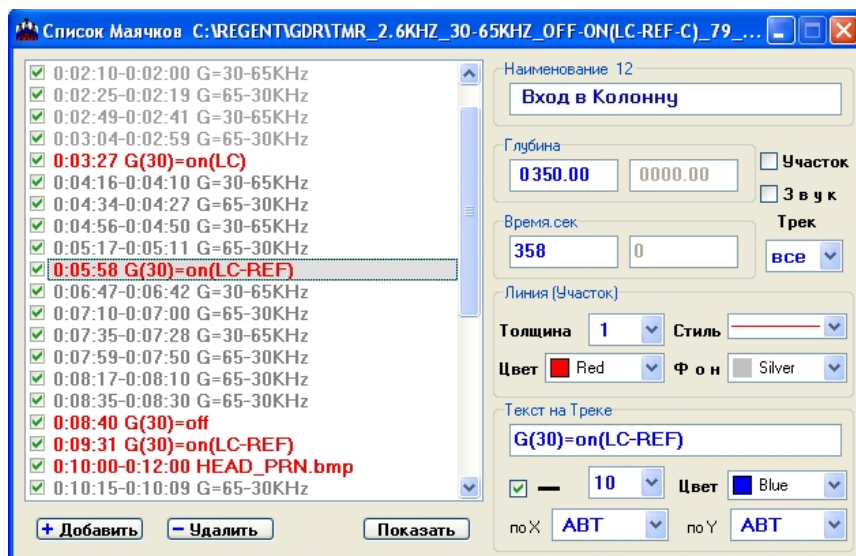 Список Маячков C:\REGENT\GDR\TMR_2.6KHZ_30-65KHZ_OFF-ON(LC-REF-C)_79_...
0:02:10-0:02:00 G=30-65KHz
0:02:25-0:02:19 G=65-30KHz
0:02:49-0:02:41 G=30-65KHz
0:03:04-0:02:59 G=65-30KHz
0:03:27 G(30)=on(LC)
0:04:16-0:04:10 G=30-65KHz
0:04:34-0:04:27 G=65-30KHz
0:04:56-0:04:50 G=30-65KHz
0:05:17-0:05:11 G=65-30KHz
0:05:58 G(30)=on(LC-REF)
0:06:47-0:06:42 G=30-65KHz
0:07:10-0:07:00 G=65-30KHz
0:07:35-0:07:28 G=30-65KHz
0:07:59-0:07:50 G=65-30KHz
0:08:17-0:08:10 G=30-65KHz
0:08:35-0:08:30 G=65-30KHz
0:08:40 G(30)=off
0:09:31 G(30)=on(LC-REF)
0:10:00-0:12:00 HEAD_PRN.bmp
0:10:15-0:10:09 G=65-30KHz
+ Добавить
− Удалить
Показать
Наименование 12
Вход в Колонну
Глубина
0350.00 0000.00
Участок
З в у к
Время.сек
358 0
Трек
все
Линия (Участок)
Толщина 1 Стиль
Цвет Red Ф о н Silver
Текст на Треке
G(30)=on(LC-REF)
10 Цвет Blue
по X АВТ по Y АВТ